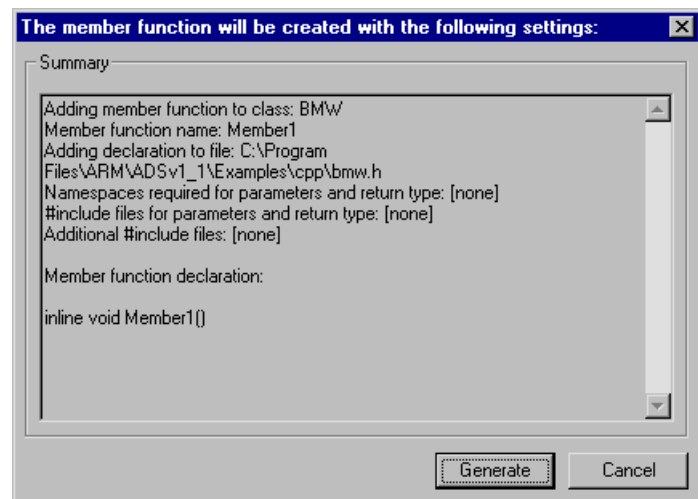 The member function will be created with the following settings:
Summary
Adding member function to class: BMW
Member function name: Member1
Adding declaration to file: C:\Program
Files\ARM\ADSv1_1\Examples\cpp\bmw.h
Namespaces required for parameters and return type: [none]
#include files for parameters and return type: [none]
Additional #include files: [none]
Member function declaration:
inline void Member1()
Generate
Cancel